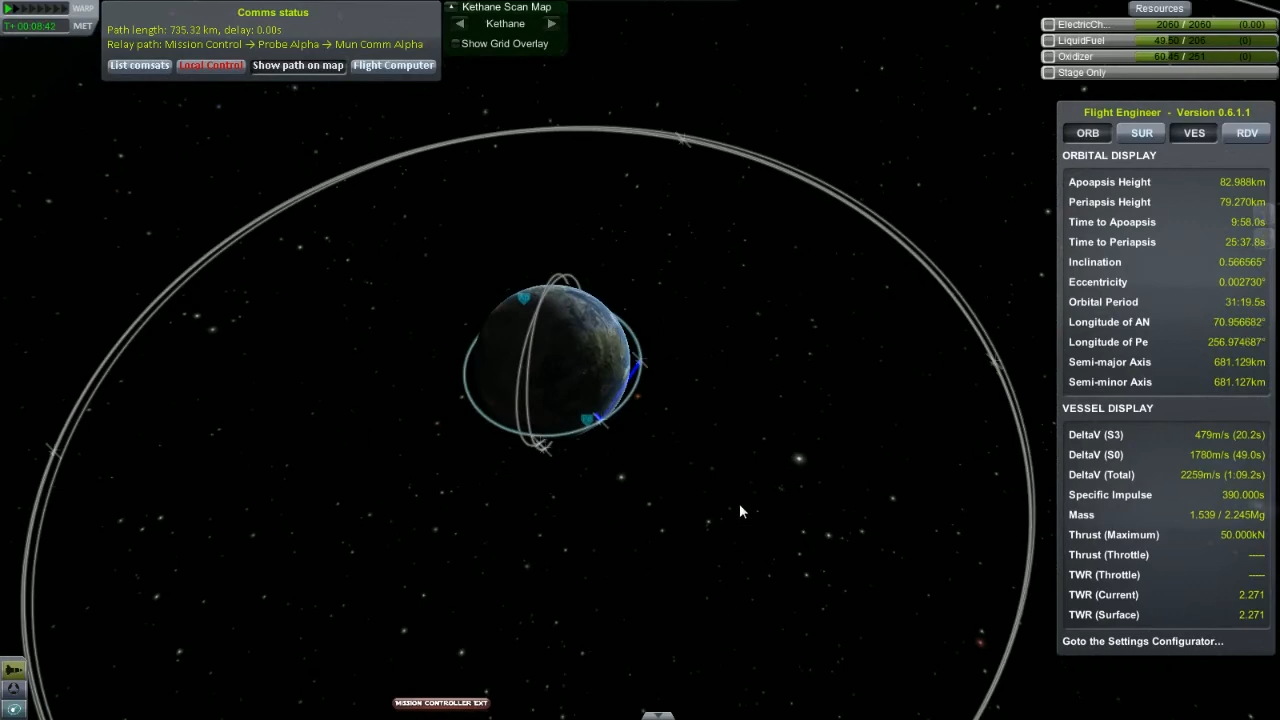 WARP
T+ 00:08:42 MET
Comms status
Path length: 735.32 km, delay: 0.00s
Relay path: Mission Control → Probe Alpha → Mun Comm Alpha
List comsats Local Control Show path on map Flight Computer
Kethane Scan Map
Kethane
Show Grid Overlay
Resources
ElectricCh... 2060 / 2060 (0.00)
LiquidFuel 49.50 / 206 (0)
Oxidizer 60.45 / 251 (0)
Stage Only
Flight Engineer - Version 0.6.1.1
ORB SUR VES RDV
ORBITAL DISPLAY
Apoapsis Height 82.988km
Periapsis Height 79.270km
Time to Apoapsis 9:58.0s
Time to Periapsis 25:37.8s
Inclination 0.566565°
Eccentricity 0.002730°
Orbital Period 31:19.5s
Longitude of AN 70.956682°
Longitude of Pe 256.974687°
Semi-major Axis 681.129km
Semi-minor Axis 681.127km
VESSEL DISPLAY
DeltaV (S3) 479m/s (20.2s)
DeltaV (S0) 1780m/s (49.0s)
DeltaV (Total) 2259m/s (1:09.2s)
Specific Impulse 390.000s
Mass 1.539 / 2.245Mg
Thrust (Maximum) 50.000kN
Thrust (Throttle) -----
TWR (Throttle) -----
TWR (Current) 2.271
TWR (Surface) 2.271
Goto the Settings Configurator...
MISSION CONTROLLER EXT